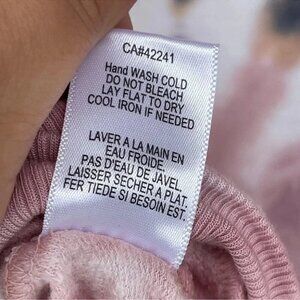 CA#42241
Hand WASH COLD
DO NOT BLEACH
LAY FLAT TO DRY
COOL IRON IF NEEDED
LAVER A LA MAIN EN
EAU FROIDE.
PAS D'EAU DE JAVEL.
LAISSER SECHER A PLAT.
FER TIEDE SI BESOIN EST.